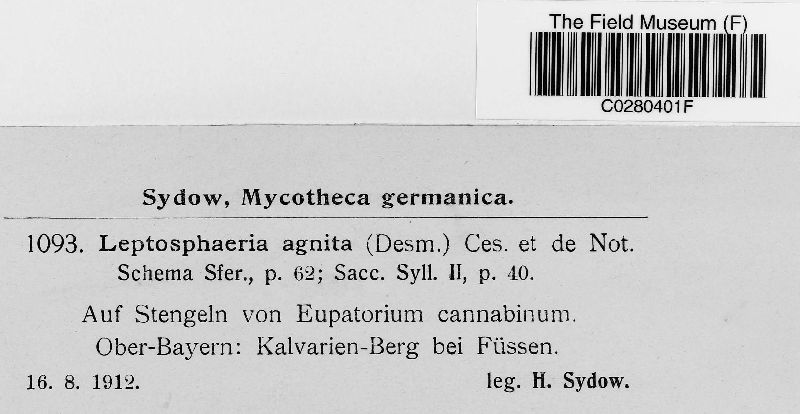 The Field Museum (F)
C0280401F
Sydow, Mycotheca germanica.
1093. Leptosphaeria agnita (Desm.) Ces. et de Not.
Schema Sfer., p. 62; Sacc. Syll. II, p. 40.
Auf Stengeln von Eupatorium cannabinum.
Ober-Bayern: Kalvarien-Berg bei Füssen.
16. 8. 1912. leg. H. Sydow.